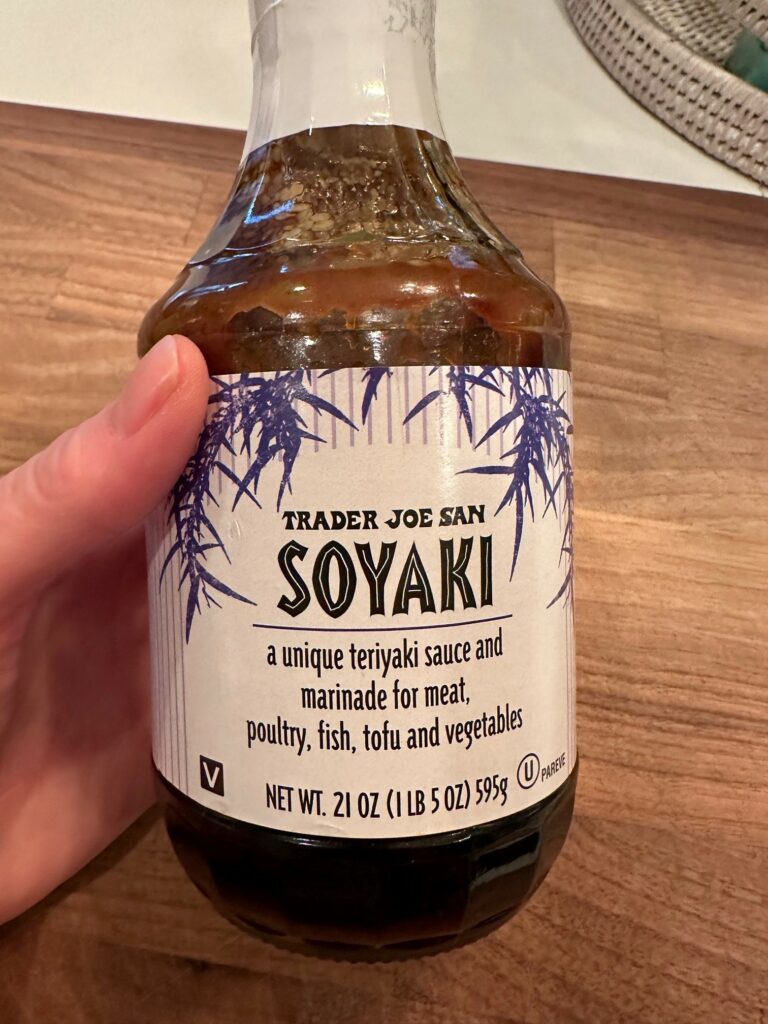 TRADER JOE SAN
SOYAKI
a unique teriyaki sauce and
marinade for meat,
poultry, fish, tofu and vegetables
V
U PAREVE
NET WT. 21 OZ (1 LB 5 OZ) 595g